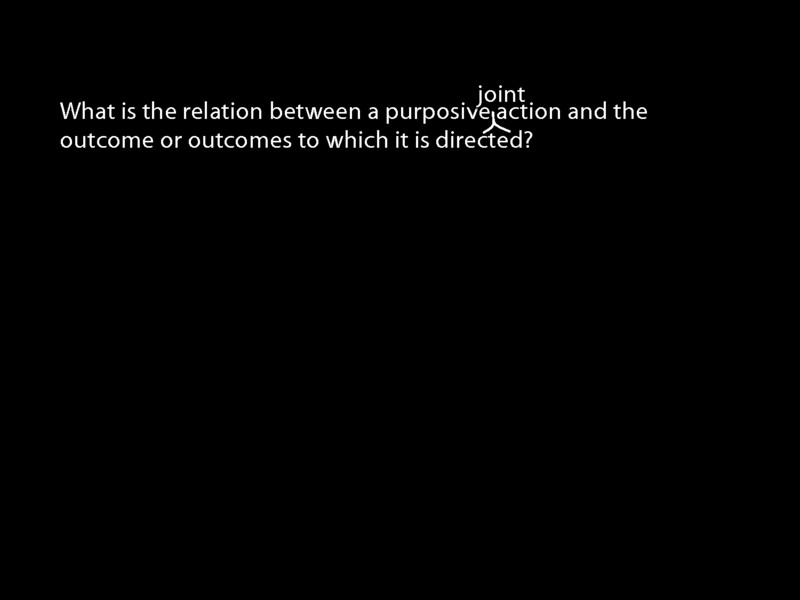 joint
What is the relation between a purposive action and the
outcome or outcomes to which it is directed?